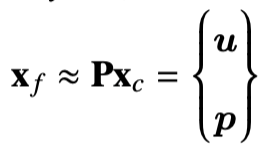 x_f ≈ Px_c = { u
p }